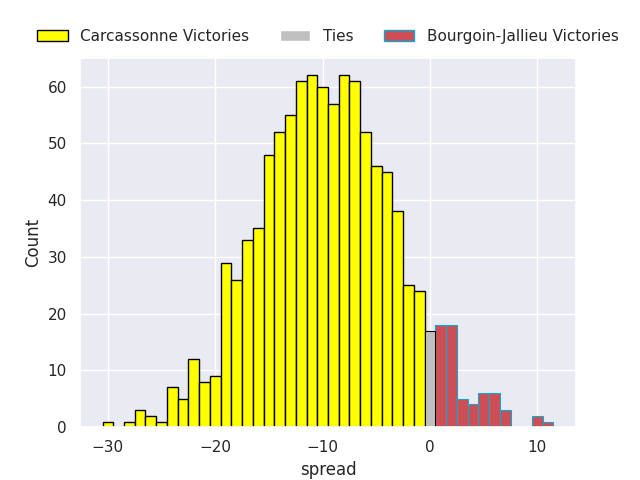 Carcassonne Victories
Ties
Bourgoin-Jallieu Victories
60
50
40
30
20
10
0
Count
−30
−20
−10
0
10
spread